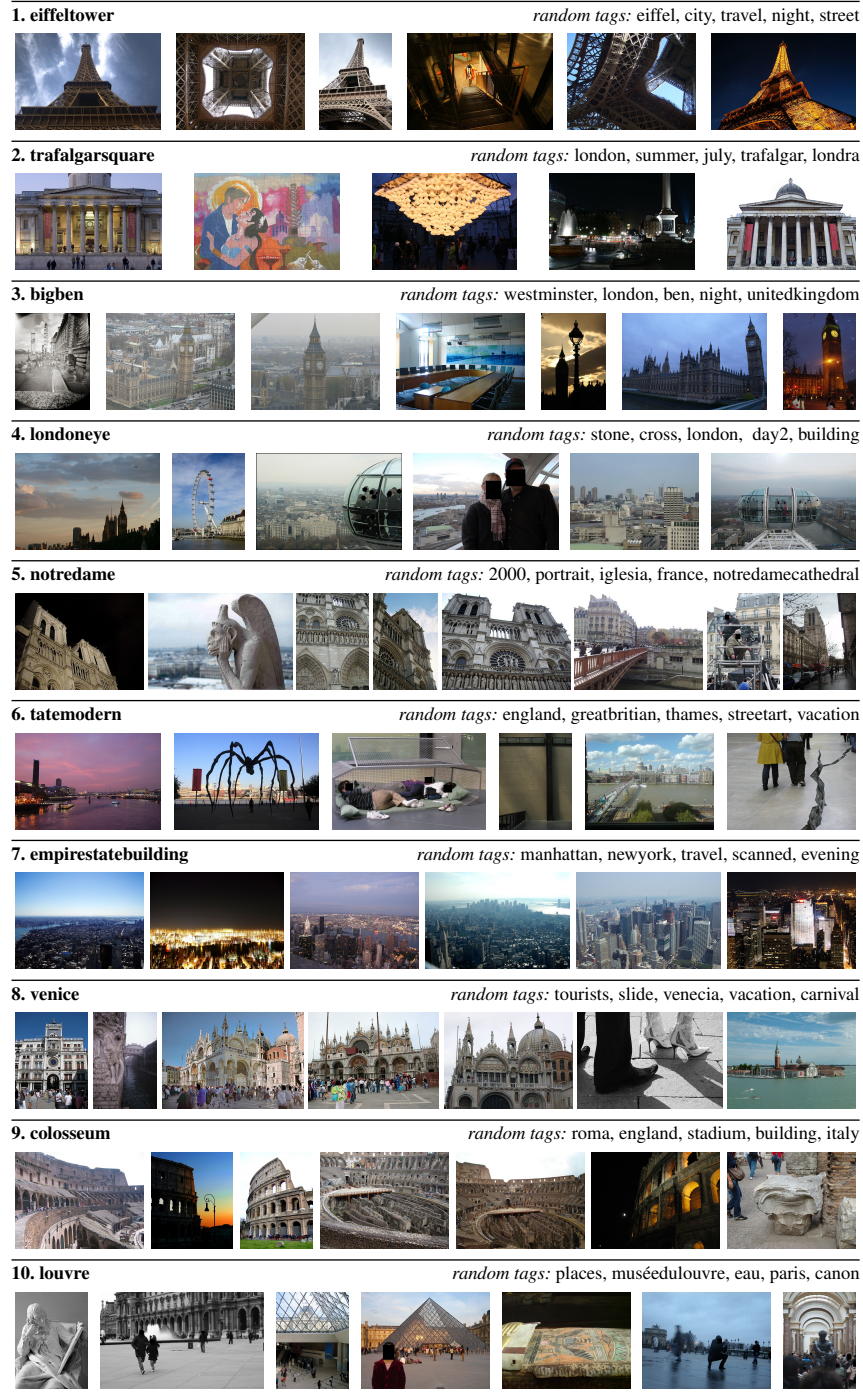 1. eiffeltower random tags: eiffel, city, travel, night, street
2. trafalgarsquare random tags: london, summer, july, trafalgar, londra
3. bigben random tags: westminster, london, ben, night, unitedkingdom
4. londoneye random tags: stone, cross, london, day2, building
5. notredame random tags: 2000, portrait, iglesia, france, notredamecathedral
6. tatemodern random tags: england, greatbritian, thames, streetart, vacation
7. empirestatebuilding random tags: manhattan, newyork, travel, scanned, evening
8. venice random tags: tourists, slide, venecia, vacation, carnival
9. colosseum random tags: roma, england, stadium, building, italy
10. louvre random tags: places, muséedulouvre, eau, paris, canon